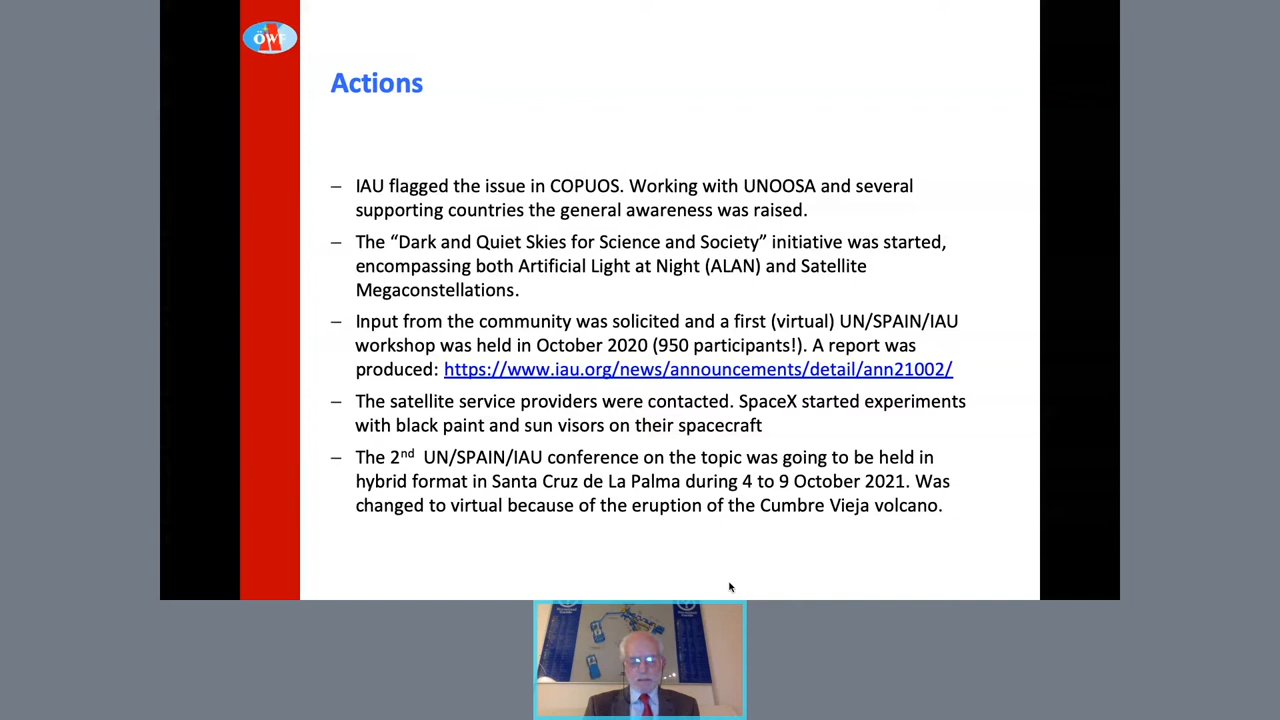 ÖWF
Actions
– IAU flagged the issue in COPUOS. Working with UNOOSA and several
supporting countries the general awareness was raised.
– The “Dark and Quiet Skies for Science and Society” initiative was started,
encompassing both Artificial Light at Night (ALAN) and Satellite
Megaconstellations.
– Input from the community was solicited and a first (virtual) UN/SPAIN/IAU
workshop was held in October 2020 (950 participants!). A report was
produced: https://www.iau.org/news/announcements/detail/ann21002/
– The satellite service providers were contacted. SpaceX started experiments
with black paint and sun visors on their spacecraft
– The 2nd  UN/SPAIN/IAU conference on the topic was going to be held in
hybrid format in Santa Cruz de La Palma during 4 to 9 October 2021. Was
changed to virtual because of the eruption of the Cumbre Vieja volcano.